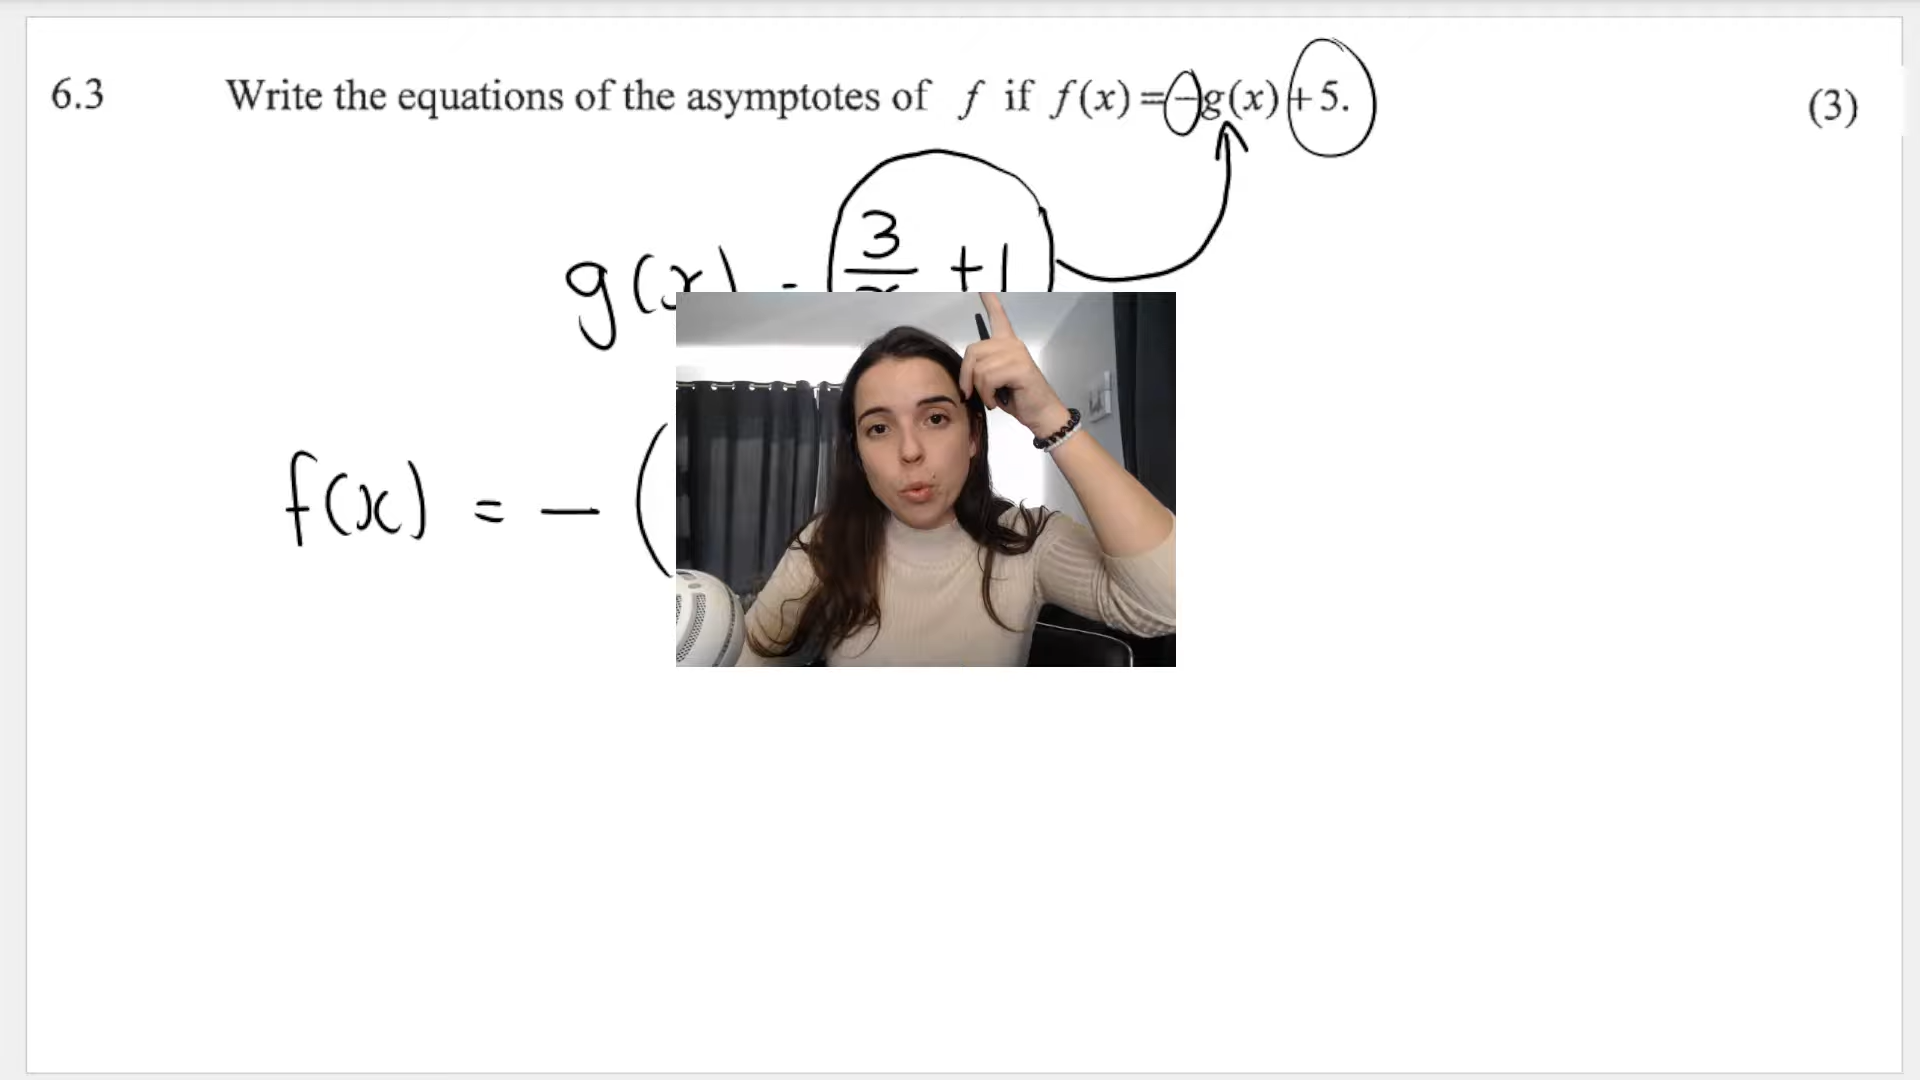 6.3 Write the equations of the asymptotes of f if f(x) = −g(x) + 5. (3)
g(x) = 3/x + 1
f(x) = − (